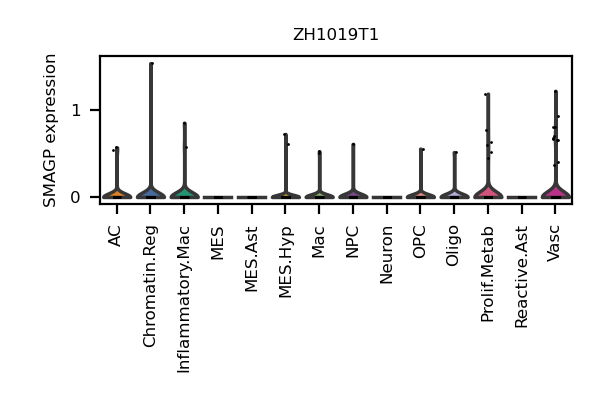 ZH1019T1
SMAGP expression
1
0
AC
Chromatin.Reg
Inflammatory.Mac
MES
MES.Ast
MES.Hyp
Mac
NPC
Neuron
OPC
Oligo
Prolif.Metab
Reactive.Ast
Vasc